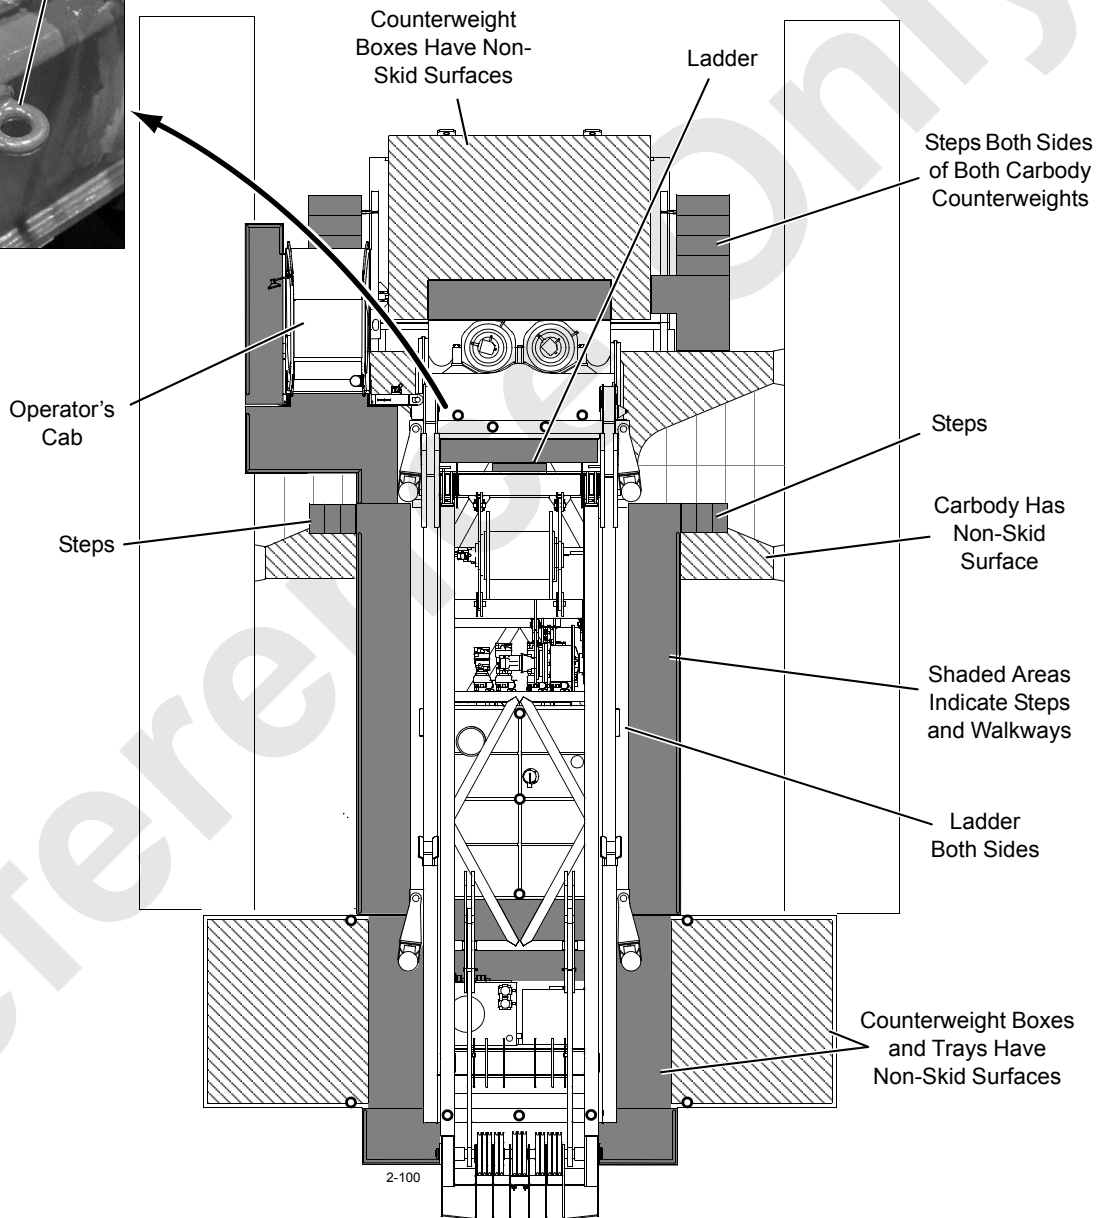 Counterweight
Boxes Have Non-
Skid Surfaces
Ladder
Steps Both Sides
of Both Carbody
Counterweights
Operator’s
Cab
Steps
Steps
Carbody Has
Non-Skid
Surface
Shaded Areas
Indicate Steps
and Walkways
Ladder
Both Sides
Counterweight Boxes
and Trays Have
Non-Skid Surfaces
2-100
ference Only